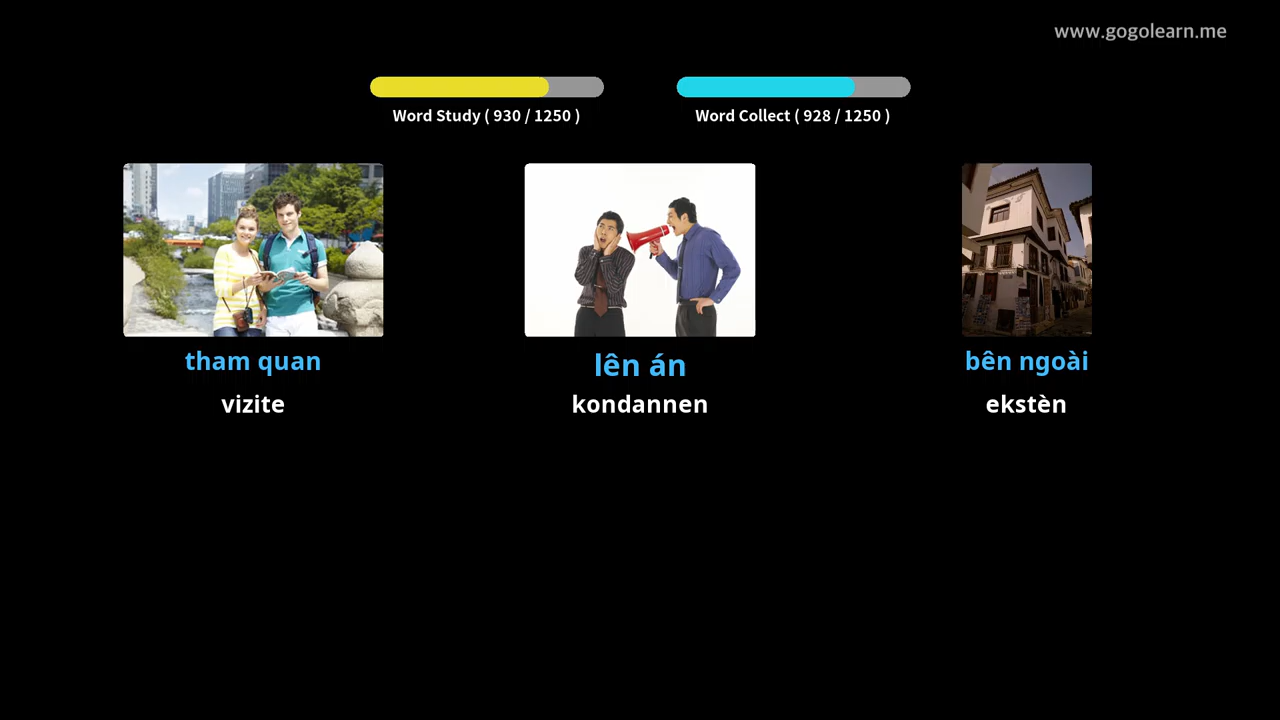 www.gogolearn.me
Word Study ( 930 / 1250 )
Word Collect ( 928 / 1250 )
tham quan
vizite
lên án
kondannen
bên ngoài
ekstèn